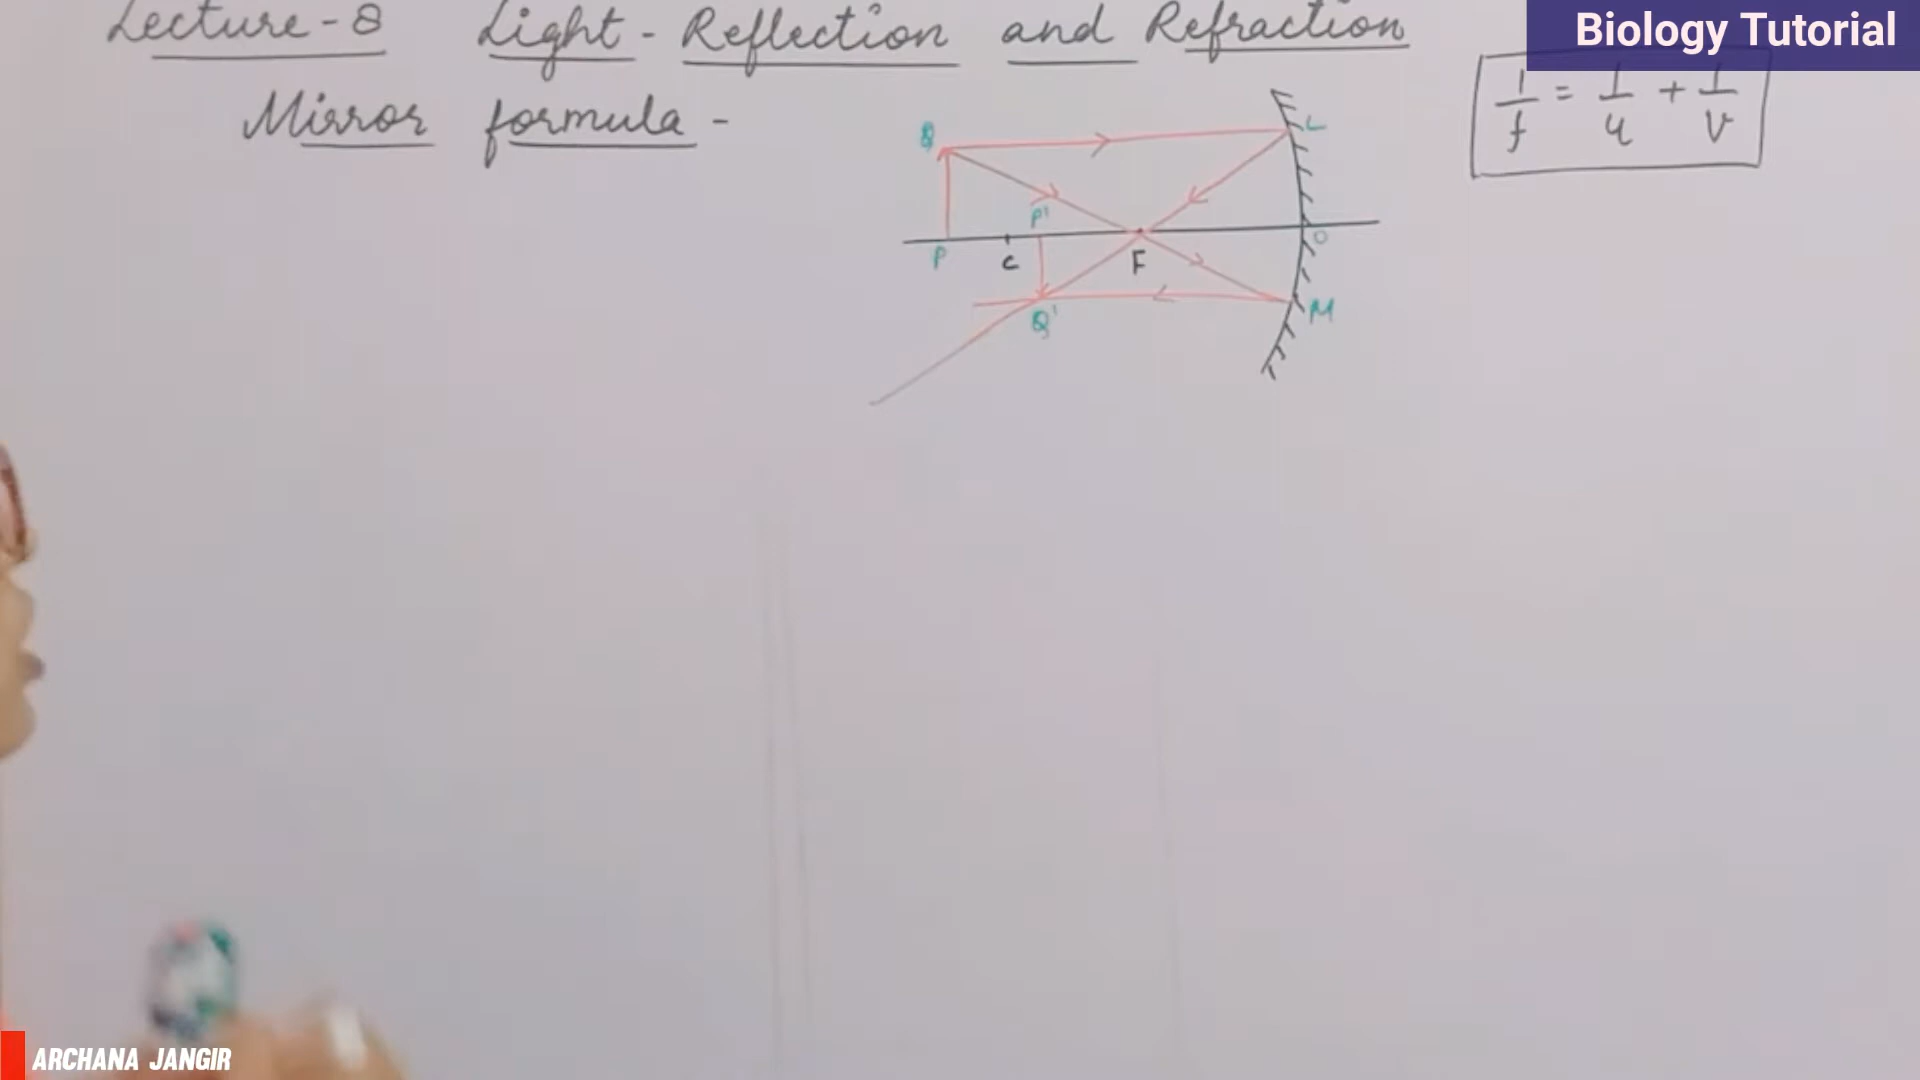 Biology Tutorial
Lecture-8 Light - Reflection and Refraction
Mirror formula -
1/f = 1/u + 1/v
Q
L
P'
P
C
F
O
Q'
M
ARCHANA JANGIR